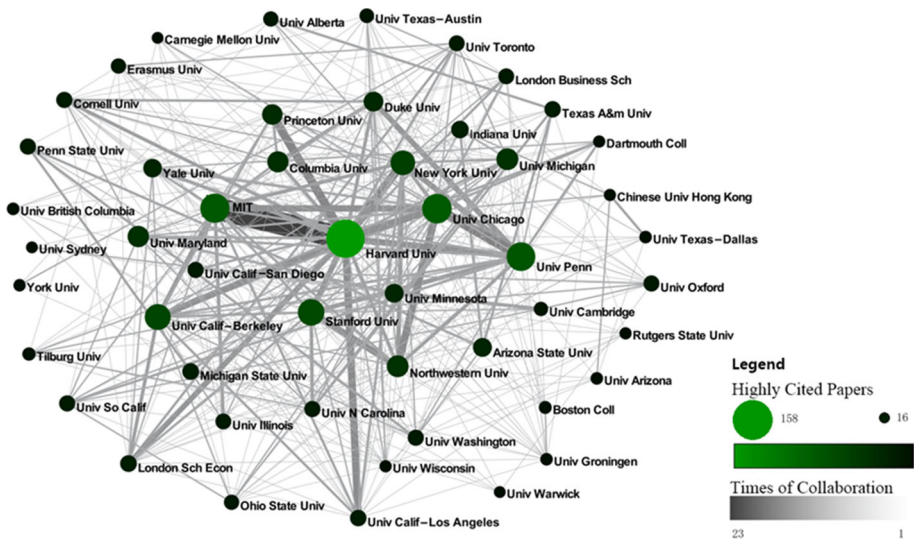 Univ Alberta
Univ Texas–Austin
Carnegie Mellon Univ
Univ Toronto
Erasmus Univ
London Business Sch
Cornell Univ
Duke Univ
Texas A&m Univ
Princeton Univ
Indiana Univ
Dartmouth Coll
Penn State Univ
Yale Univ
Columbia Univ
New York Univ
Univ Michigan
Chinese Univ Hong Kong
Univ British Columbia
MIT
Univ Chicago
Univ Sydney
Univ Maryland
Harvard Univ
Univ Texas–Dallas
York Univ
Univ Calif–San Diego
Univ Penn
Univ Minnesota
Univ Oxford
Univ Calif–Berkeley
Stanford Univ
Univ Cambridge
Rutgers State Univ
Tilburg Univ
Michigan State Univ
Northwestern Univ
Arizona State Univ
Univ Arizona
Univ So Calif
Univ Illinois
Univ N Carolina
Boston Coll
Univ Washington
London Sch Econ
Univ Wisconsin
Univ Groningen
Ohio State Univ
Univ Calif–Los Angeles
Univ Warwick
Legend
Highly Cited Papers
158
16
Times of Collaboration
23
1